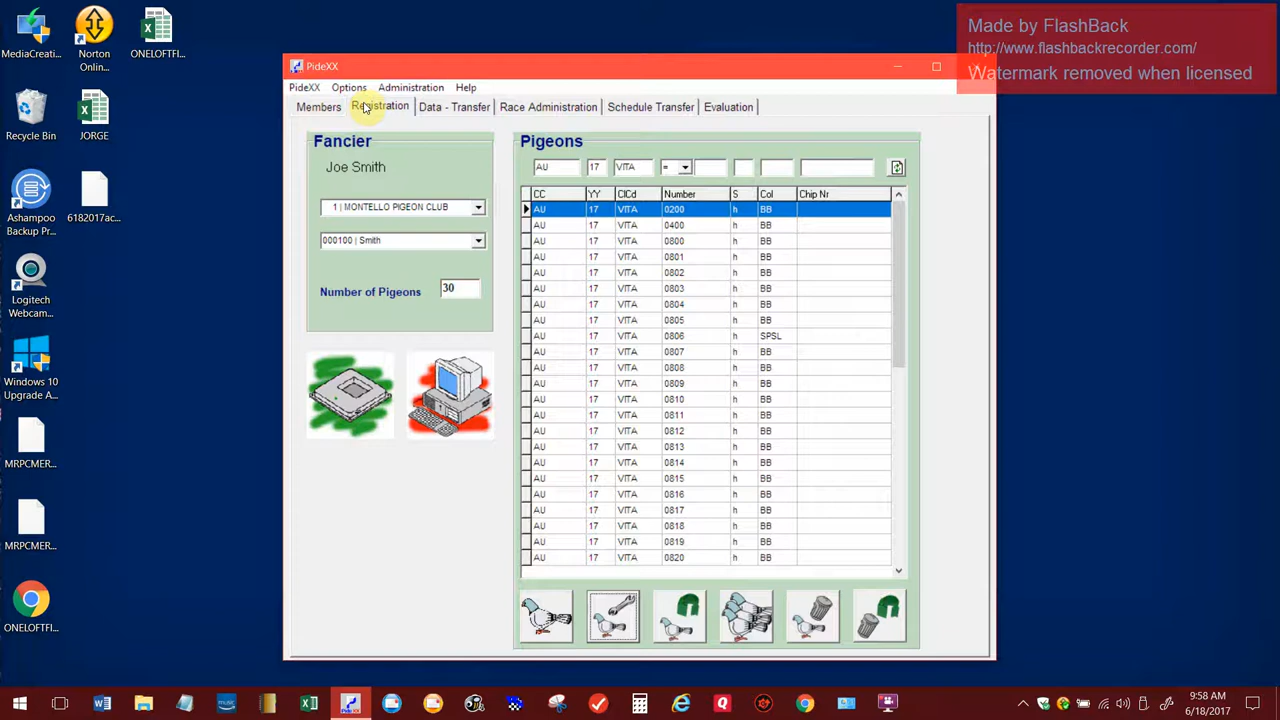 MediaCreati...
Norton
Onlin...
ONELOFTFI...
Recycle Bin
JORGE
Ashampoo
Backup Pr...
6182017ac...
Logitech
Webcam...
Windows 10
Upgrade A...
MRPCMER...
MRPCMER...
ONELOFTFI...
Made by FlashBack
http://www.flashbackrecorder.com/
Watermark removed when licensed
PideXX
PideXX Options Administration Help
Members Registration Data - Transfer Race Administration Schedule Transfer Evaluation
Fancier
Joe Smith
1 | MONTELLO PIGEON CLUB
000100 | Smith
Number of Pigeons 30
Pigeons
AU 17 VITA =
CC YY ClCd Number S Col Chip Nr
AU 17 VITA 0200 h BB
AU 17 VITA 0400 h BB
AU 17 VITA 0800 h BB
AU 17 VITA 0801 h BB
AU 17 VITA 0802 h BB
AU 17 VITA 0803 h BB
AU 17 VITA 0804 h BB
AU 17 VITA 0805 h BB
AU 17 VITA 0806 h SPSL
AU 17 VITA 0807 h BB
AU 17 VITA 0808 h BB
AU 17 VITA 0809 h BB
AU 17 VITA 0810 h BB
AU 17 VITA 0811 h BB
AU 17 VITA 0812 h BB
AU 17 VITA 0813 h BB
AU 17 VITA 0814 h BB
AU 17 VITA 0815 h BB
AU 17 VITA 0816 h BB
AU 17 VITA 0817 h BB
AU 17 VITA 0818 h BB
AU 17 VITA 0819 h BB
AU 17 VITA 0820 h BB
9:58 AM
6/18/2017